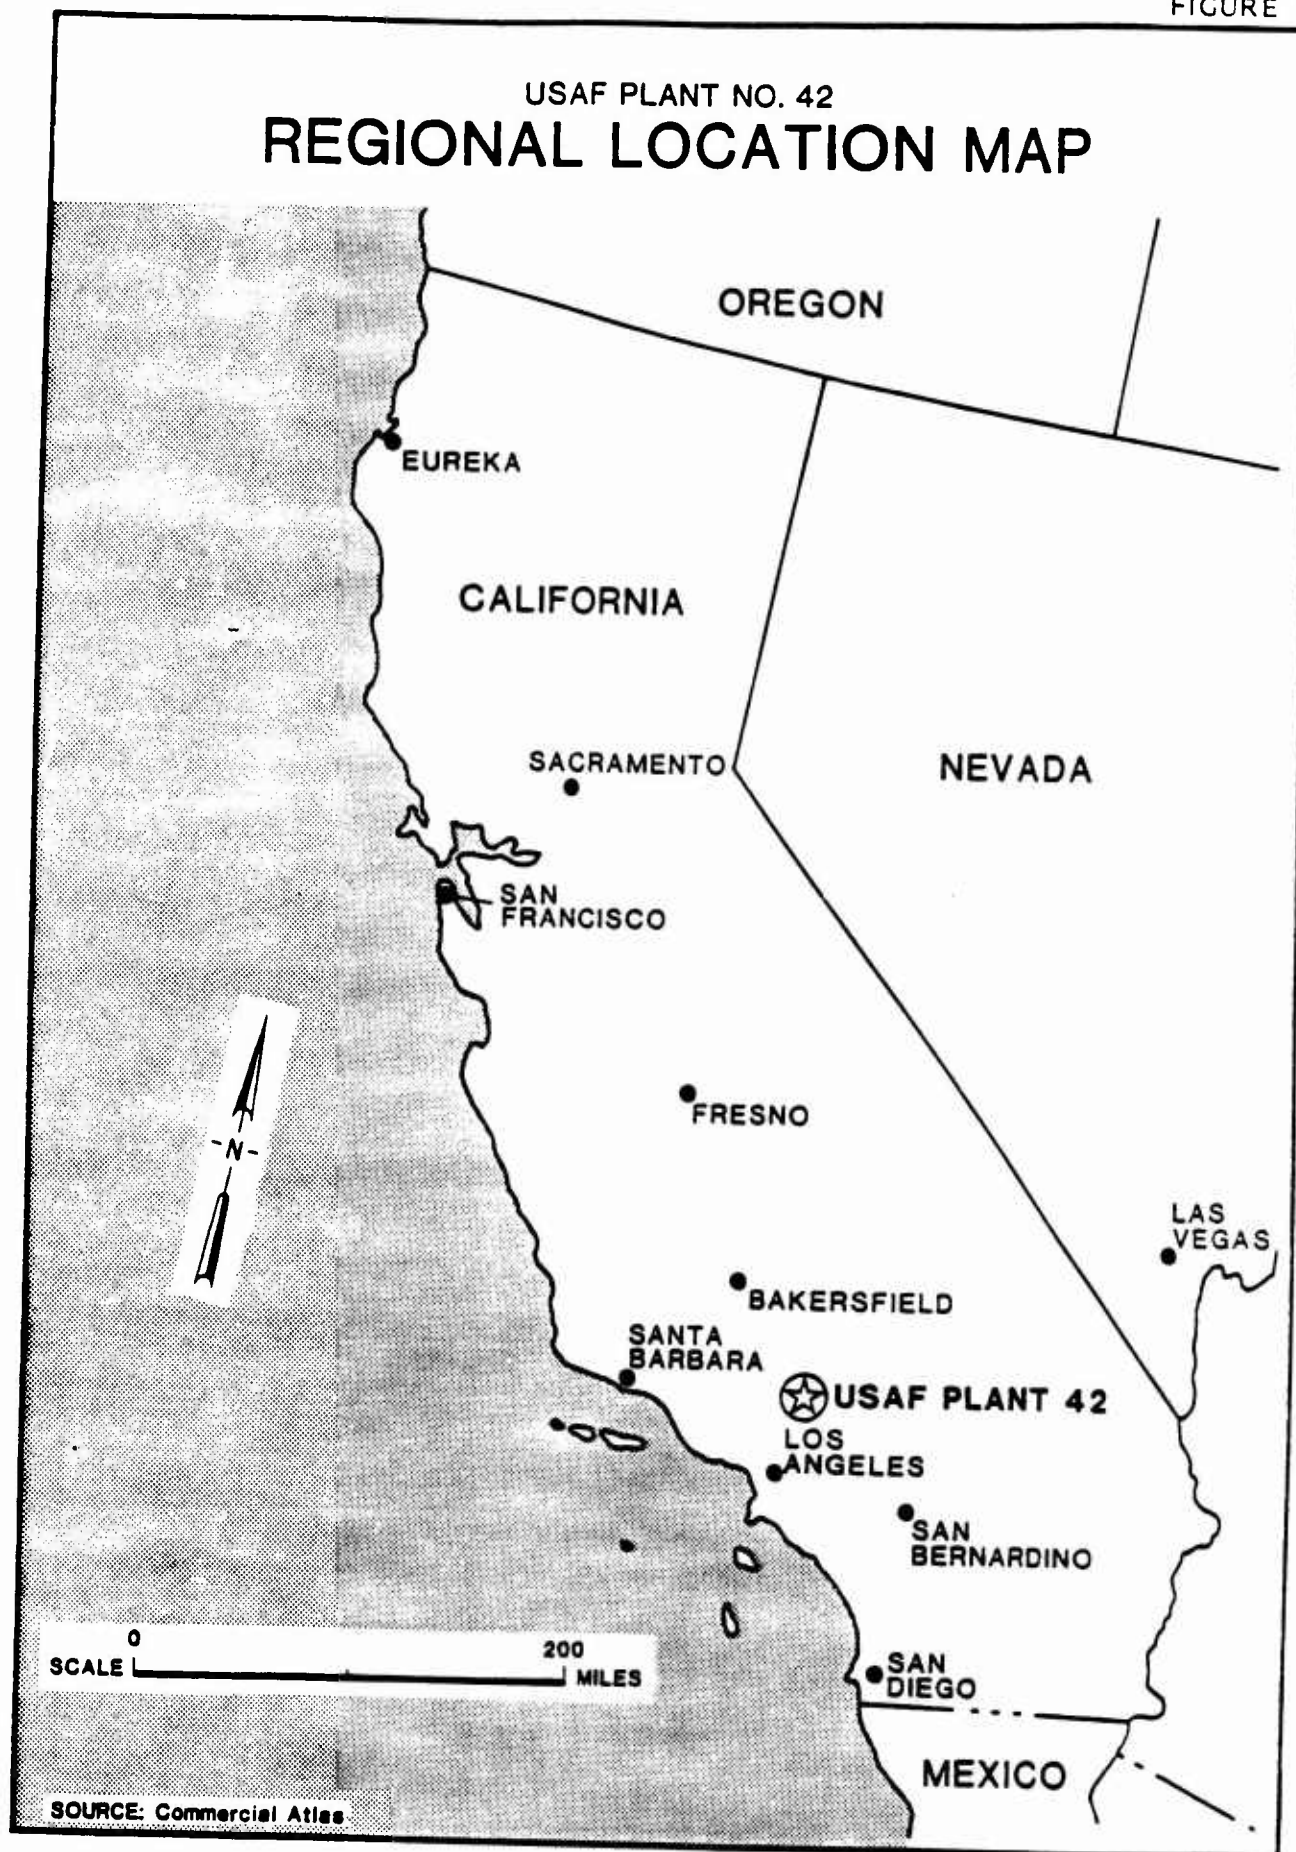 FIGURE
USAF PLANT NO. 42
REGIONAL LOCATION MAP
OREGON
EUREKA
CALIFORNIA
SACRAMENTO
NEVADA
SAN
FRANCISCO
-N-
FRESNO
LAS
VEGAS
BAKERSFIELD
SANTA
BARBARA
USAF PLANT 42
LOS
ANGELES
SAN
BERNARDINO
0 200
SCALE MILES
SAN
DIEGO
MEXICO
SOURCE: Commercial Atlas